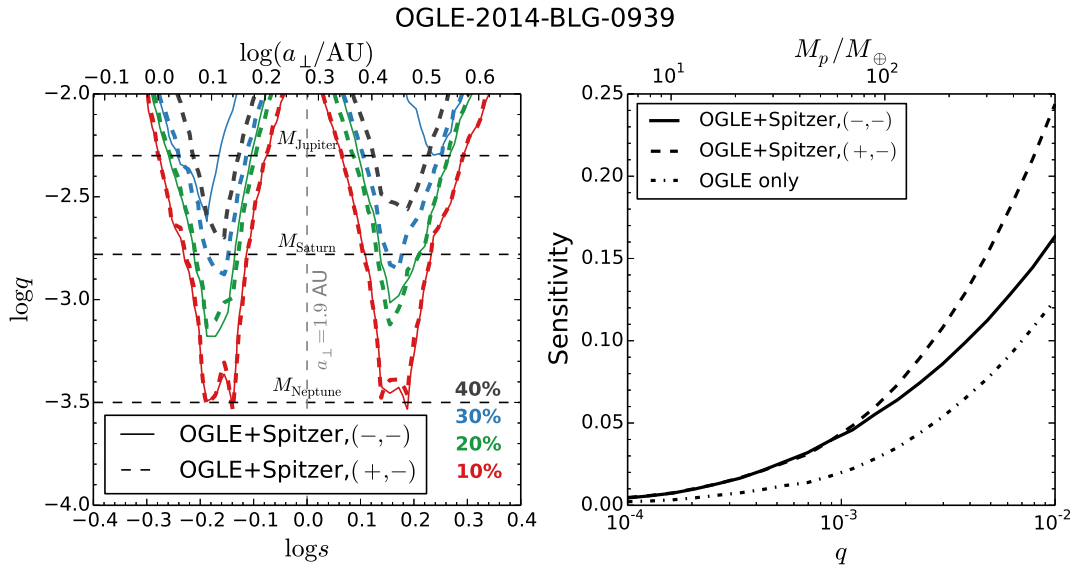 OGLE-2014-BLG-0939
log(a⊥/AU)
−0.1 0.0 0.1 0.2 0.3 0.4 0.5 0.6
−2.0
−2.5
−3.0
−3.5
−4.0
logq
M_Jupiter
M_Saturn
a⊥=1.9 AU
M_Neptune
40%
30%
20%
10%
OGLE+Spitzer,(−,−)
OGLE+Spitzer,(+,−)
−0.4 −0.3 −0.2 −0.1 0.0 0.1 0.2 0.3 0.4
logs
M_p/M_⊕
10^1 10^2
0.25
0.20
0.15
0.10
0.05
0.00
Sensitivity
OGLE+Spitzer,(−,−)
OGLE+Spitzer,(+,−)
OGLE only
10^-4 10^-3 10^-2
q